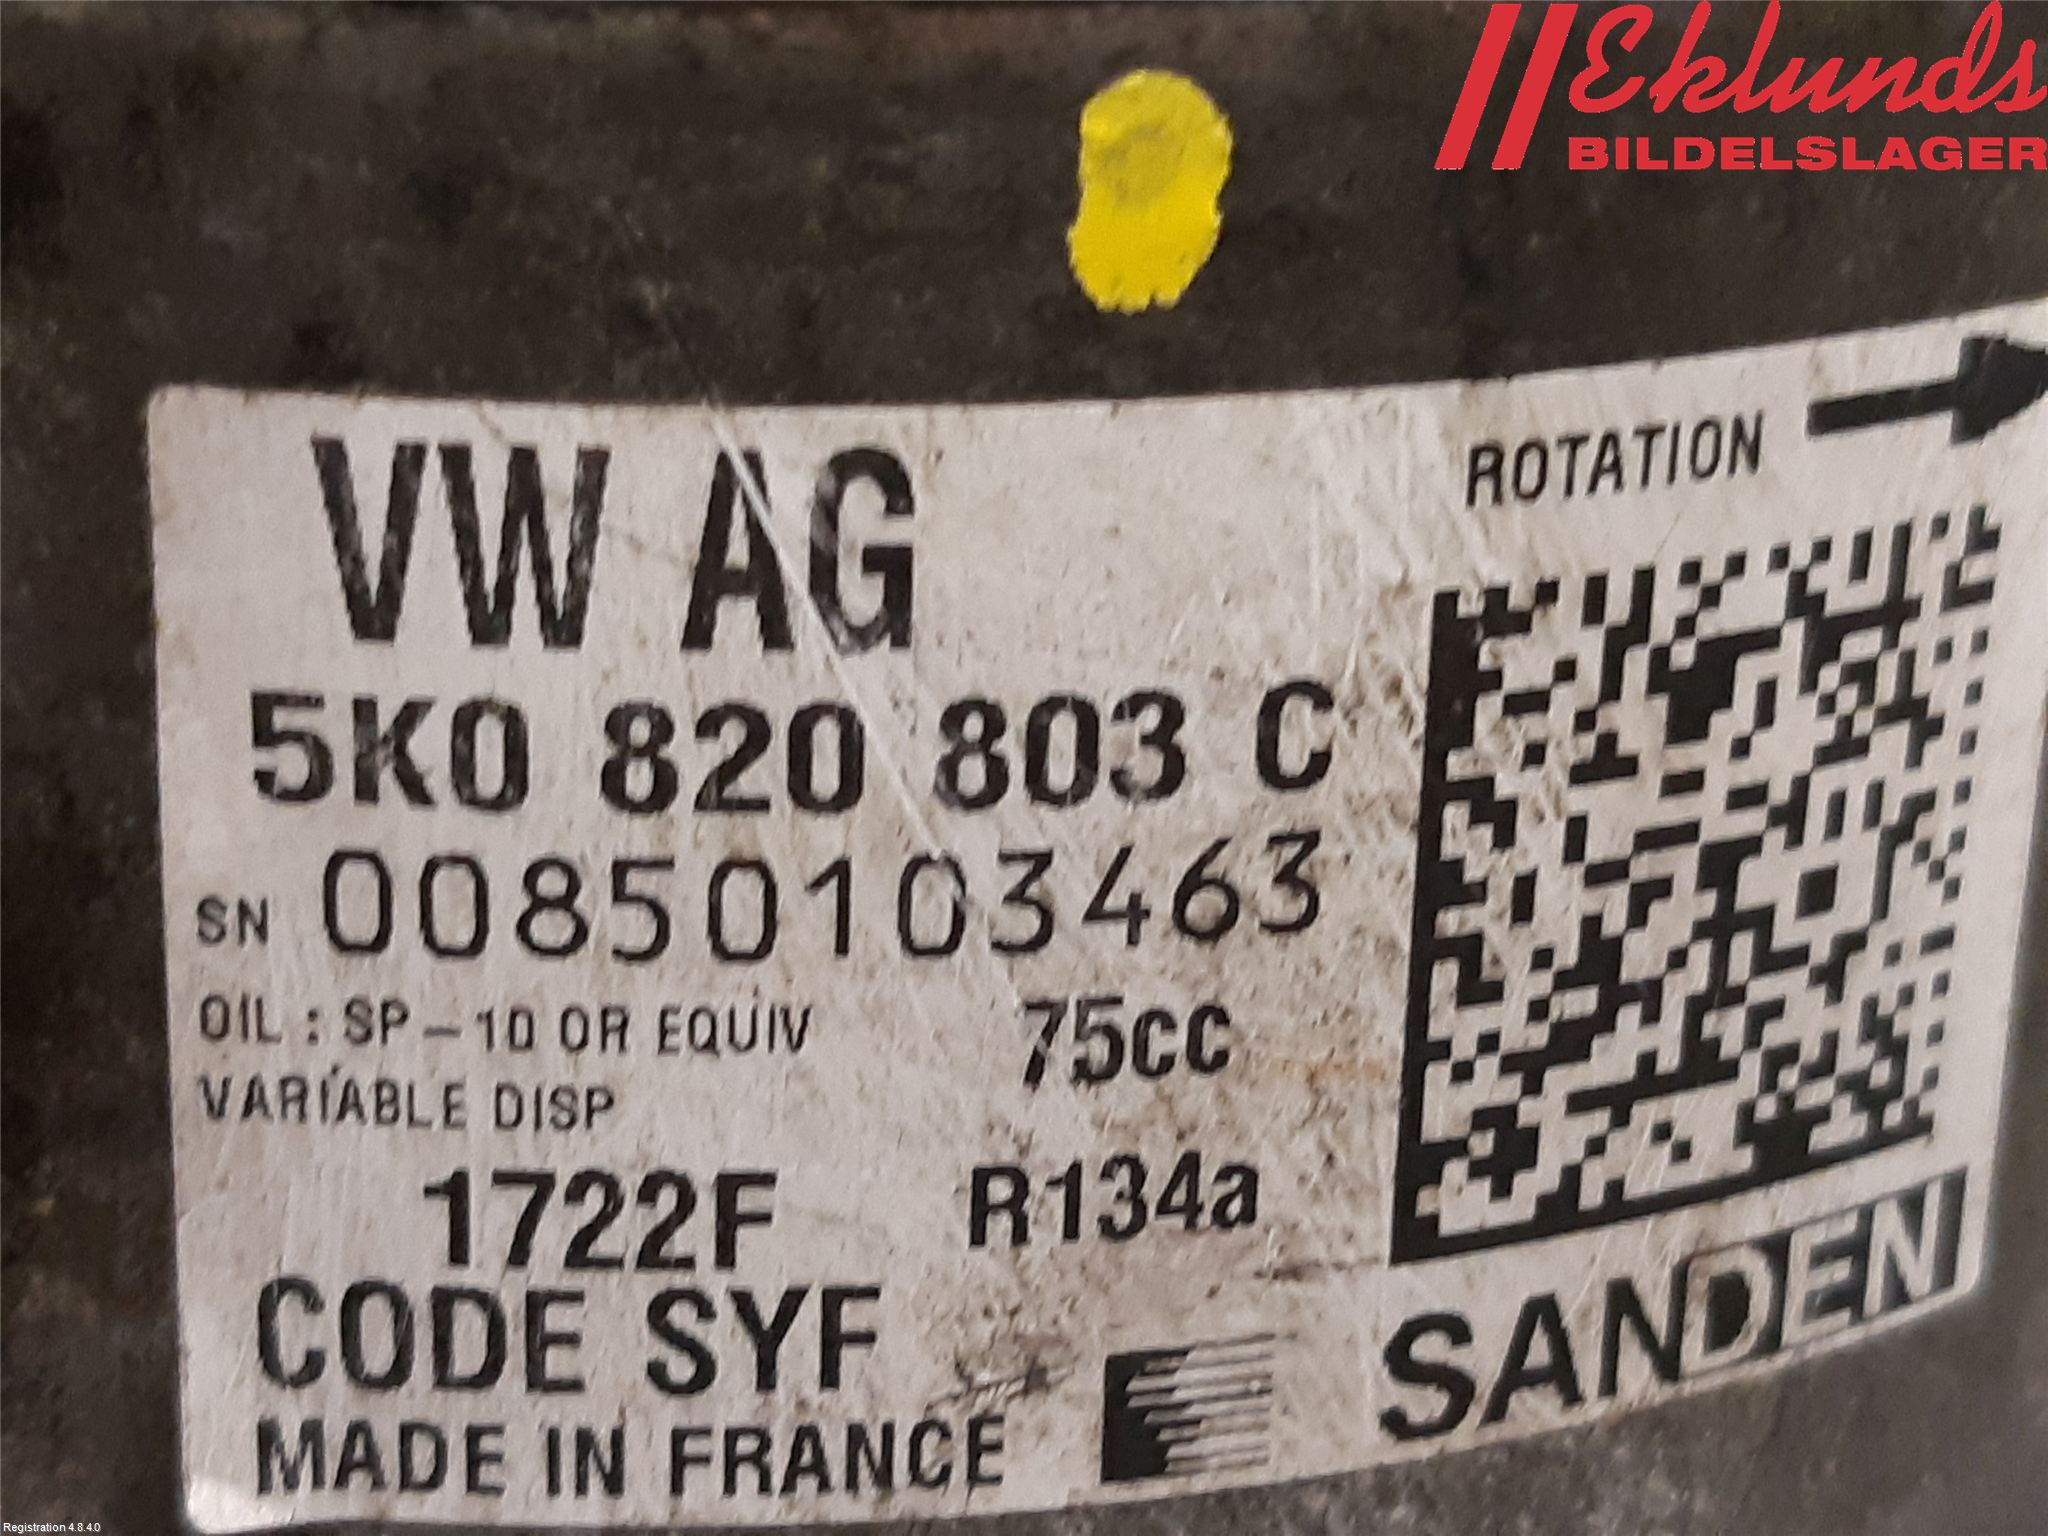 Eklunds
BILDELSLAGER
ROTATION
VW AG
5K0 820 803 C
SN 00850103463
OIL : SP-10 OR EQUIV 75cc
VARIABLE DISP
1722F R134a
CODE SYF
SANDEN
MADE IN FRANCE
Registration 4.8.4.0